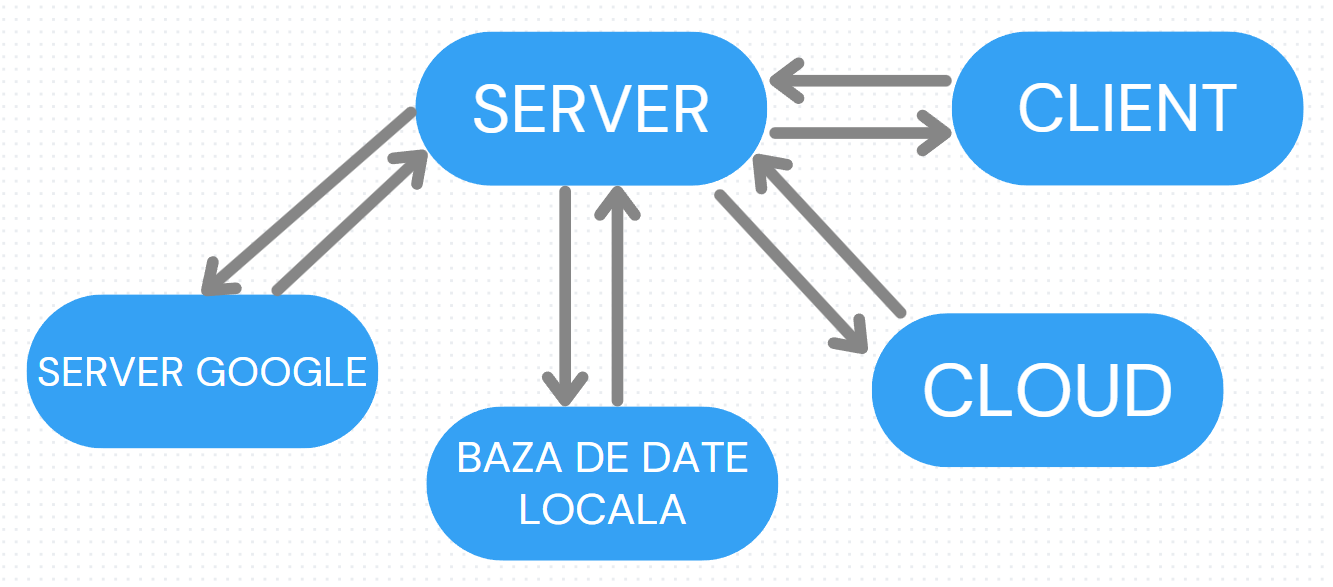 SERVER
CLIENT
SERVER GOOGLE
CLOUD
BAZA DE DATE
LOCALA